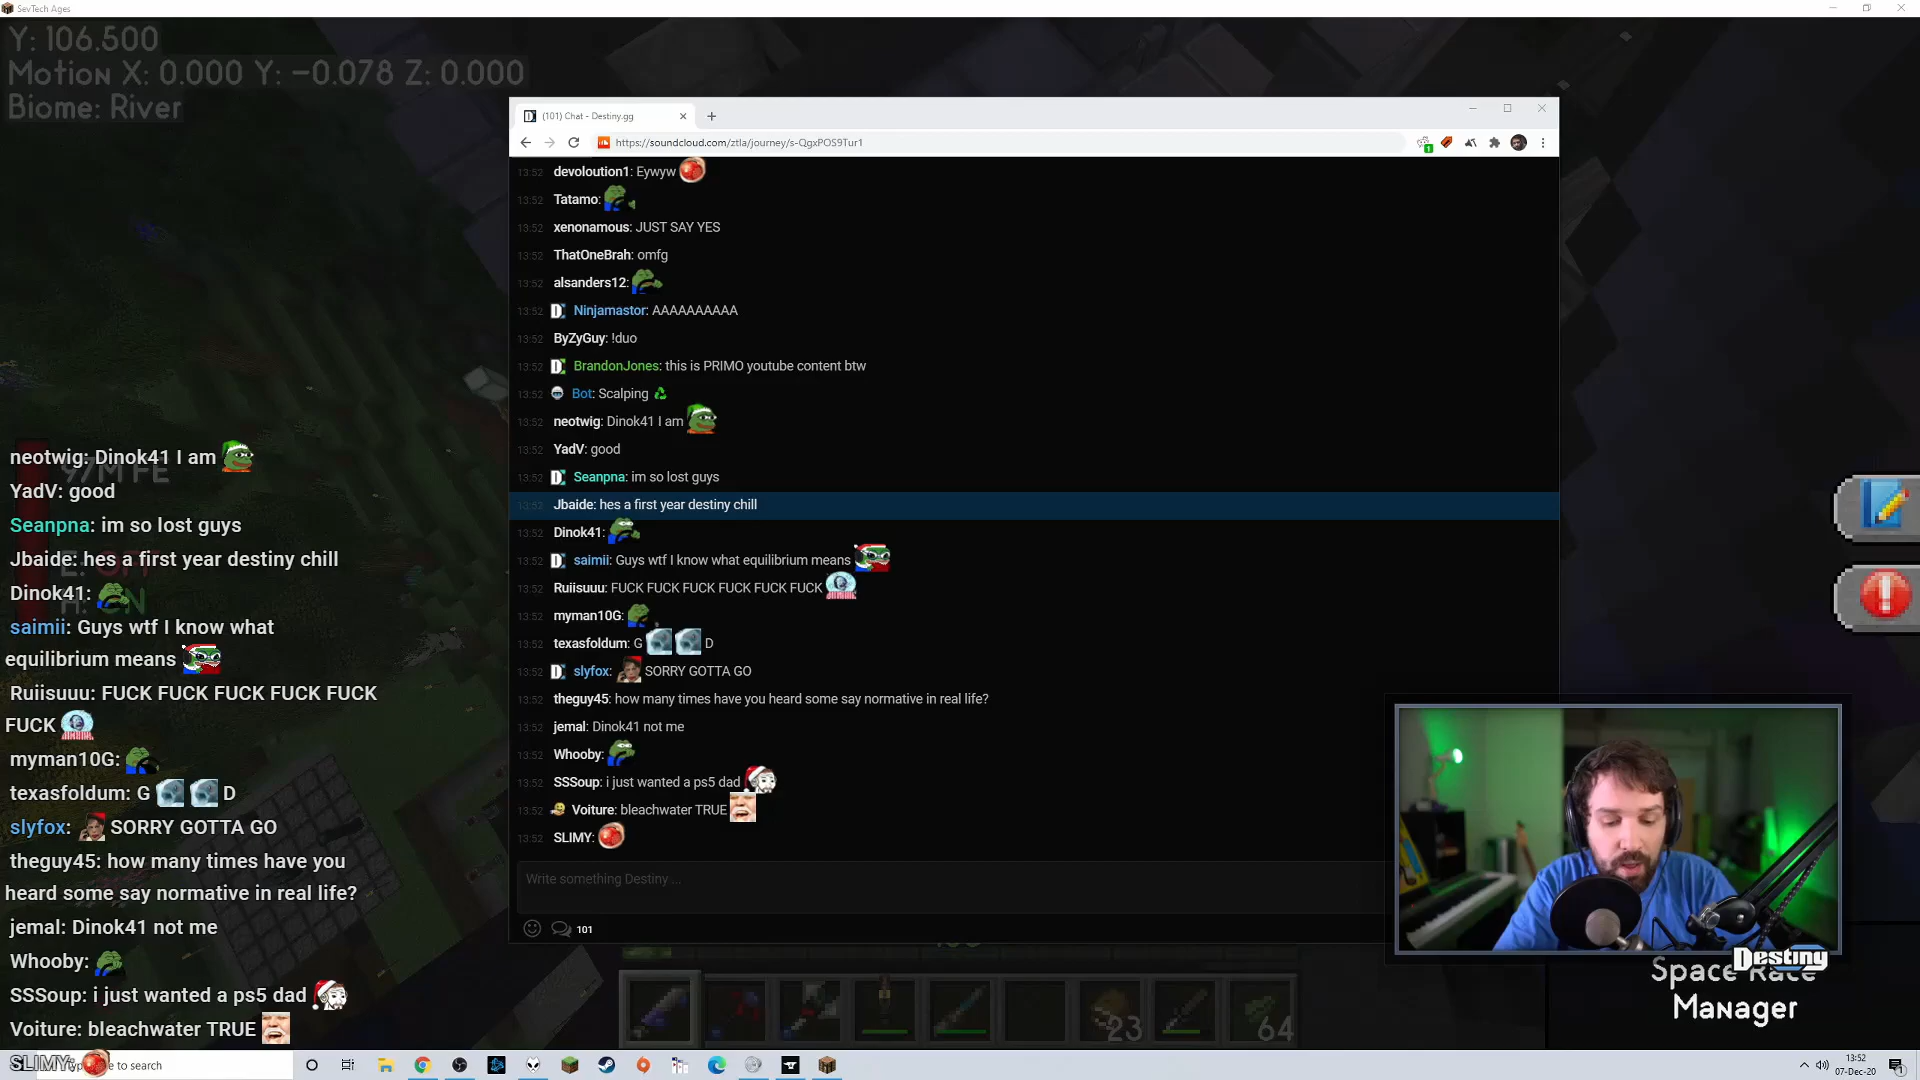 SevTech Ages
Y: 106.500
Motion X: 0.000 Y: -0.078 Z: 0.000
Biome: River
(101) Chat - Destiny.gg
https://soundcloud.com/ztla/journey/s-QgxPOS9Tur1
1
13:52 devoloution1: Eywyw
13:52 Tatamo:
13:52 xenonamous: JUST SAY YES
13:52 ThatOneBrah: omfg
13:52 alsanders12:
13:52 Ninjamastor: AAAAAAAAAA
13:52 ByZyGuy: !duo
13:52 BrandonJones: this is PRIMO youtube content btw
13:52 Bot: Scalping
13:52 neotwig: Dinok41 I am
13:52 YadV: good
13:52 Seanpna: im so lost guys
13:52 Jbaide: hes a first year destiny chill
13:52 Dinok41:
13:52 saimii: Guys wtf I know what equilibrium means
13:52 Ruiisuuu: FUCK FUCK FUCK FUCK FUCK FUCK
13:52 myman10G:
13:52 texasfoldum: G D
13:52 slyfox: SORRY GOTTA GO
13:52 theguy45: how many times have you heard some say normative in real life?
13:52 jemal: Dinok41 not me
13:52 Whooby:
13:52 SSSoup: i just wanted a ps5 dad
13:52 Voiture: bleachwater TRUE
13:52 SLIMY:
Write something Destiny ...
101
neotwig: Dinok41 I am
97M FE
YadV: good
Seanpna: im so lost guys
Jbaide: hes a first year destiny chill
E: OFF
Dinok41:
H: ON
saimii: Guys wtf I know what
equilibrium means
Ruiisuuu: FUCK FUCK FUCK FUCK FUCK
FUCK
myman10G:
texasfoldum: G D
slyfox: SORRY GOTTA GO
theguy45: how many times have you
heard some say normative in real life?
jemal: Dinok41 not me
Whooby:
SSSoup: i just wanted a ps5 dad
Voiture: bleachwater TRUE
SLIMY:
to search
23
64
Destiny
Space Race
Manager
13:52
07-Dec-20
1